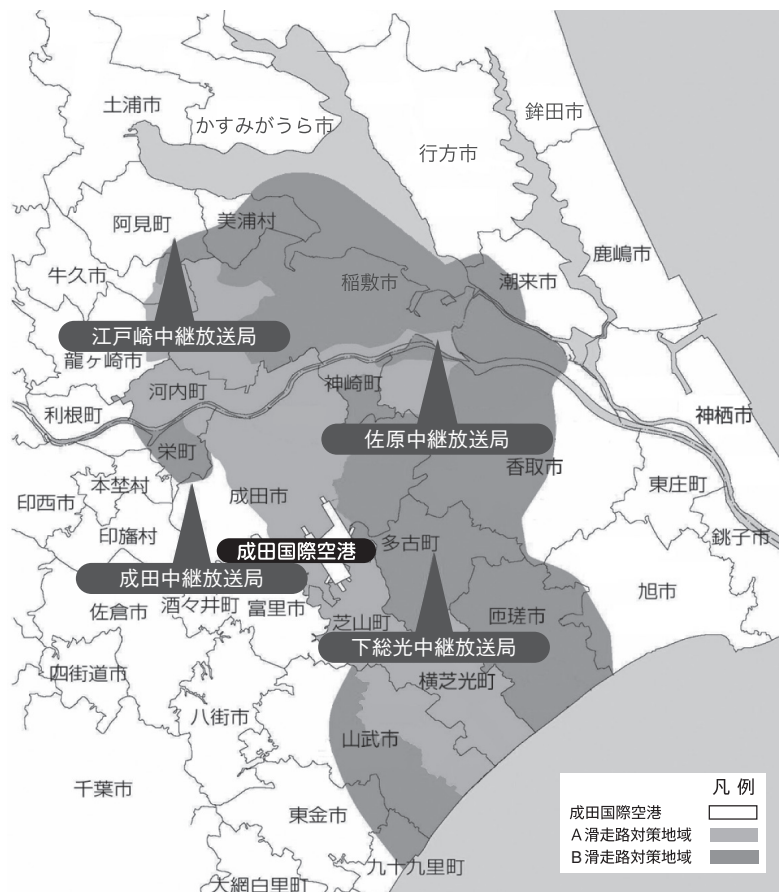 鉾田市
土浦市
かすみがうら市
行方市
阿見町
美浦村
鹿嶋市
牛久市
稲敷市
潮来市
江戸崎中継放送局
龍ヶ崎市
河内町
神崎町
利根町
神栖市
佐原中継放送局
栄町
香取市
本埜村
成田市
東庄町
印西市
印旛村
成田国際空港
多古町
銚子市
成田中継放送局
旭市
佐倉市
酒々井町
富里市
芝山町
匝瑳市
下総光中継放送局
四街道市
横芝光町
八街市
山武市
千葉市
東金市
九十九里町
大網白里町
凡例
成田国際空港
A滑走路対策地域
B滑走路対策地域